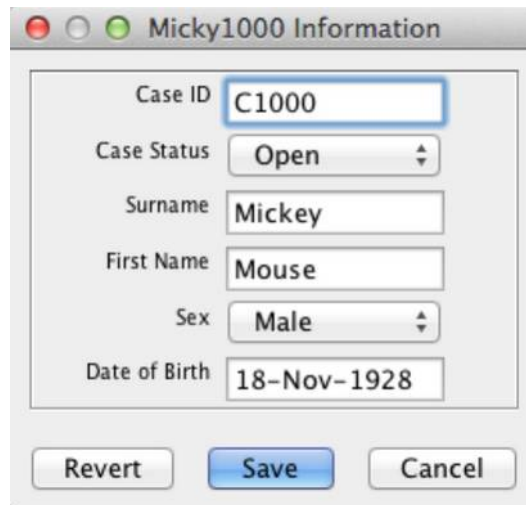 Micky1000 Information
Case ID C1000
Case Status Open
Surname Mickey
First Name Mouse
Sex Male
Date of Birth 18-Nov-1928
Revert Save Cancel